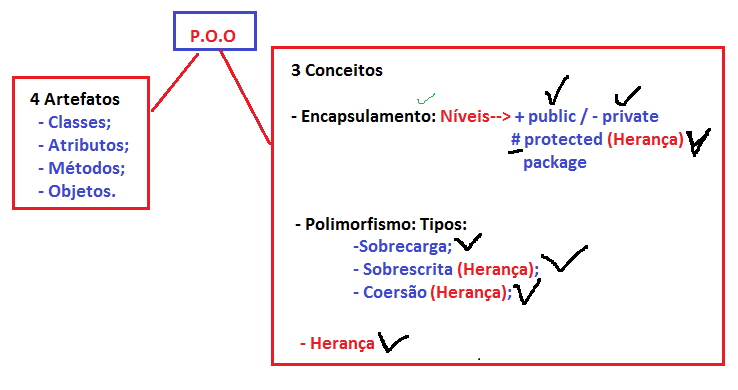 P.O.O
4 Artefatos
- Classes;
- Atributos;
- Métodos;
- Objetos.
3 Conceitos
- Encapsulamento: Níveis--> + public / - private
# protected (Herança)
package
- Polimorfismo: Tipos:
-Sobrecarga;
- Sobrescrita (Herança);
- Coersão (Herança);
- Herança